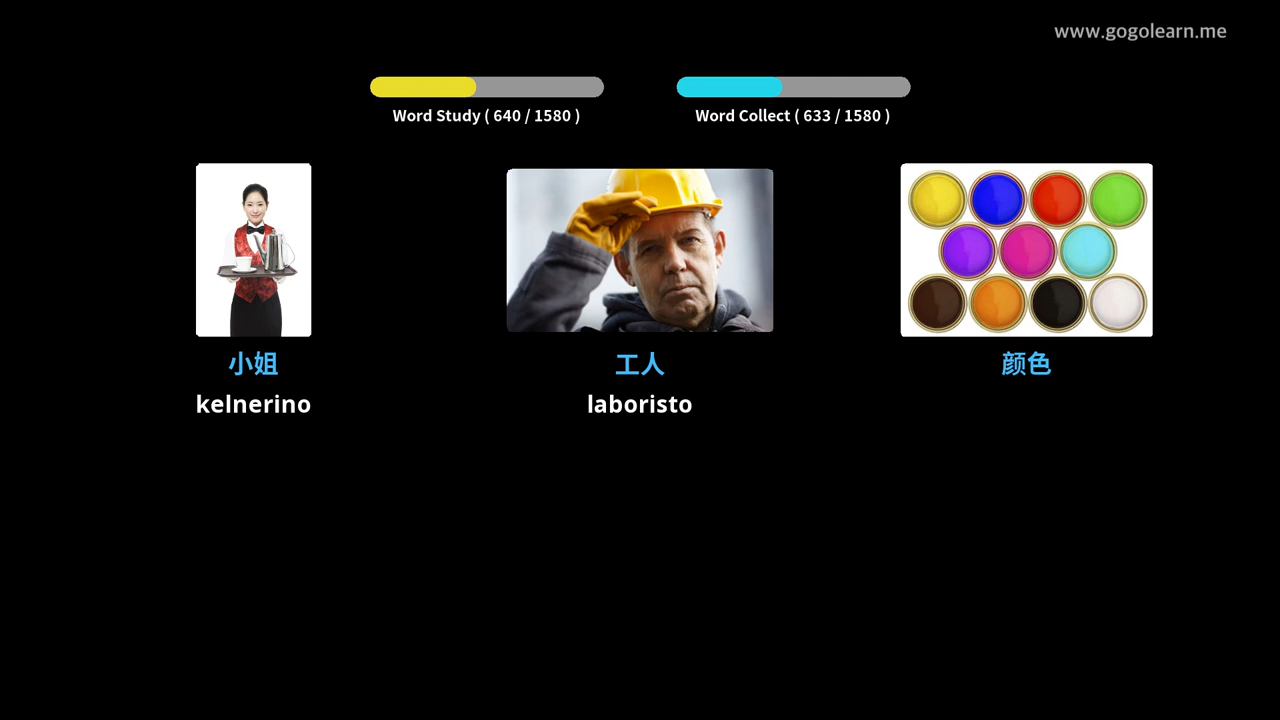 www.gogolearn.me
Word Study ( 640 / 1580 )
Word Collect ( 633 / 1580 )
小姐
工人
颜色
kelnerino
laboristo